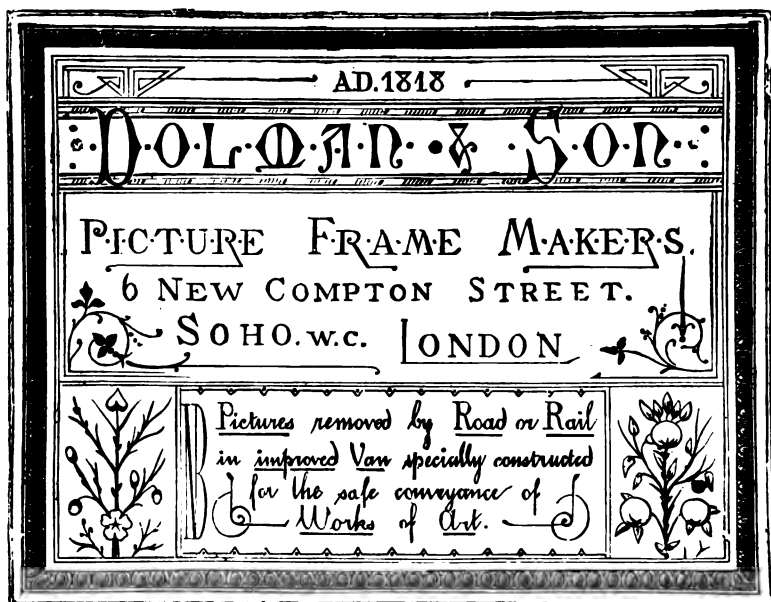 AD. 1818
DOLMAN & SON
PICTURE FRAME MAKERS.
6 NEW COMPTON STREET.
SOHO. W.C. LONDON
Pictures removed by Road or Rail
in improved Van specially constructed
for the safe conveyance of
Works of Art.